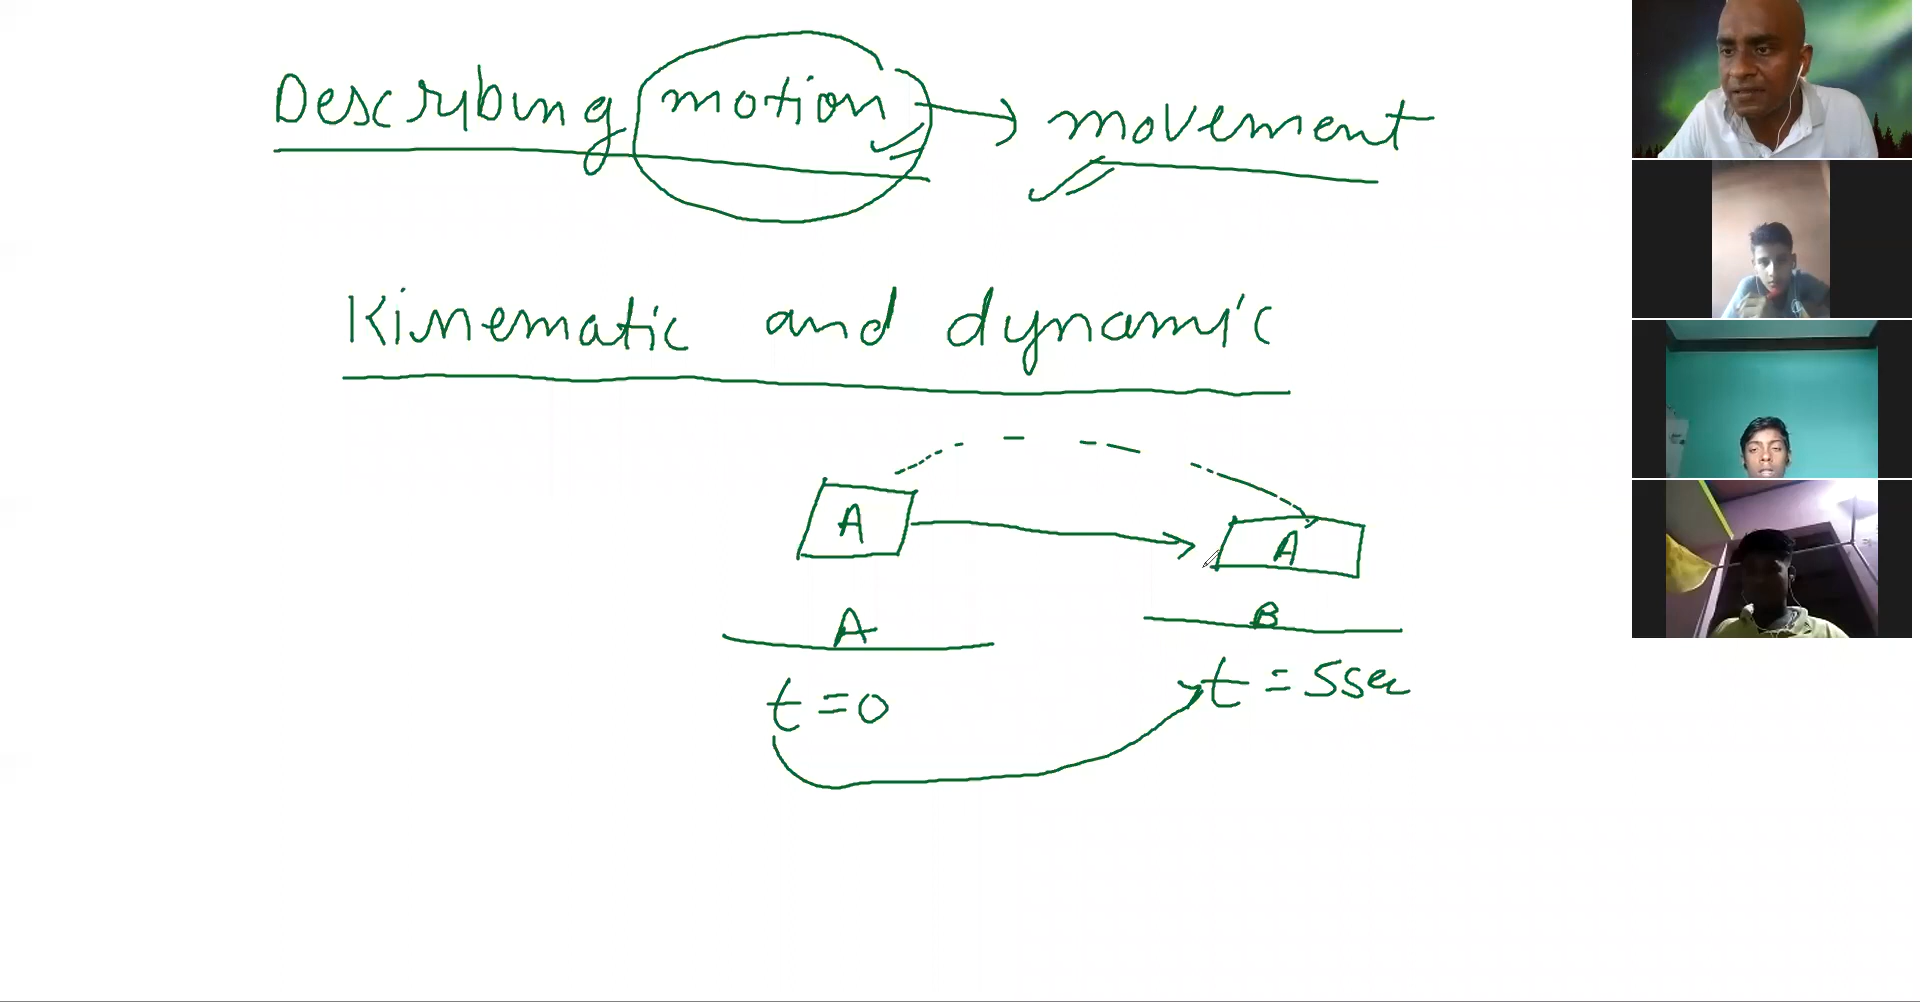 Describing motion → movement
Kinematic and dynamic
A A
A B
t = 0 t = 5sec